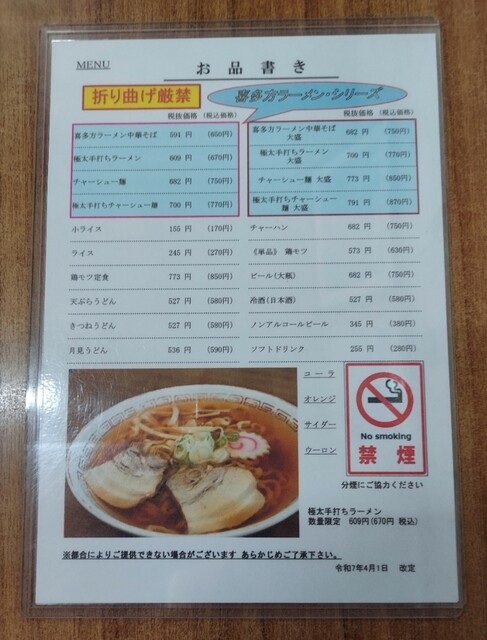 MENU
お品書き
折り曲げ厳禁
喜多方ラーメン・シリーズ
税抜価格 (税込価格)
税抜価格 (税込価格)
喜多方ラーメン中華そば 591 円 (650円)
極太手打ちラーメン 609 円 (670円)
チャーシュー麺 682 円 (750円)
極太手打ちチャーシュー麺 700 円 (770円)
喜多方ラーメン中華そば 大盛 682 円 (750円)
極太手打ちラーメン 大盛 700 円 (770円)
チャーシュー麺 大盛 773 円 (850円)
極太手打ちチャーシュー麺 大盛 791 円 (870円)
小ライス 155 円 (170円)
ライス 245 円 (270円)
鶏モツ定食 773 円 (850円)
天ぷらうどん 527 円 (580円)
きつねうどん 527 円 (580円)
月見うどん 536 円 (590円)
チャーハン 682 円 (750円)
《単品》 鶏モツ 573 円 (630円)
ビール(大瓶) 682 円 (750円)
冷酒(日本酒) 527 円 (580円)
ノンアルコールビール 345 円 (380円)
ソフトドリンク 255 円 (280円)
コーラ
オレンジ
サイダー
ウーロン
No smoking
禁煙
分煙にご協力ください
極太手打ちラーメン
数量限定 609円(670円 税込)
※都合によりご提供できない場合がございます あらかじめご了承下さい。
令和7年4月1日 改定